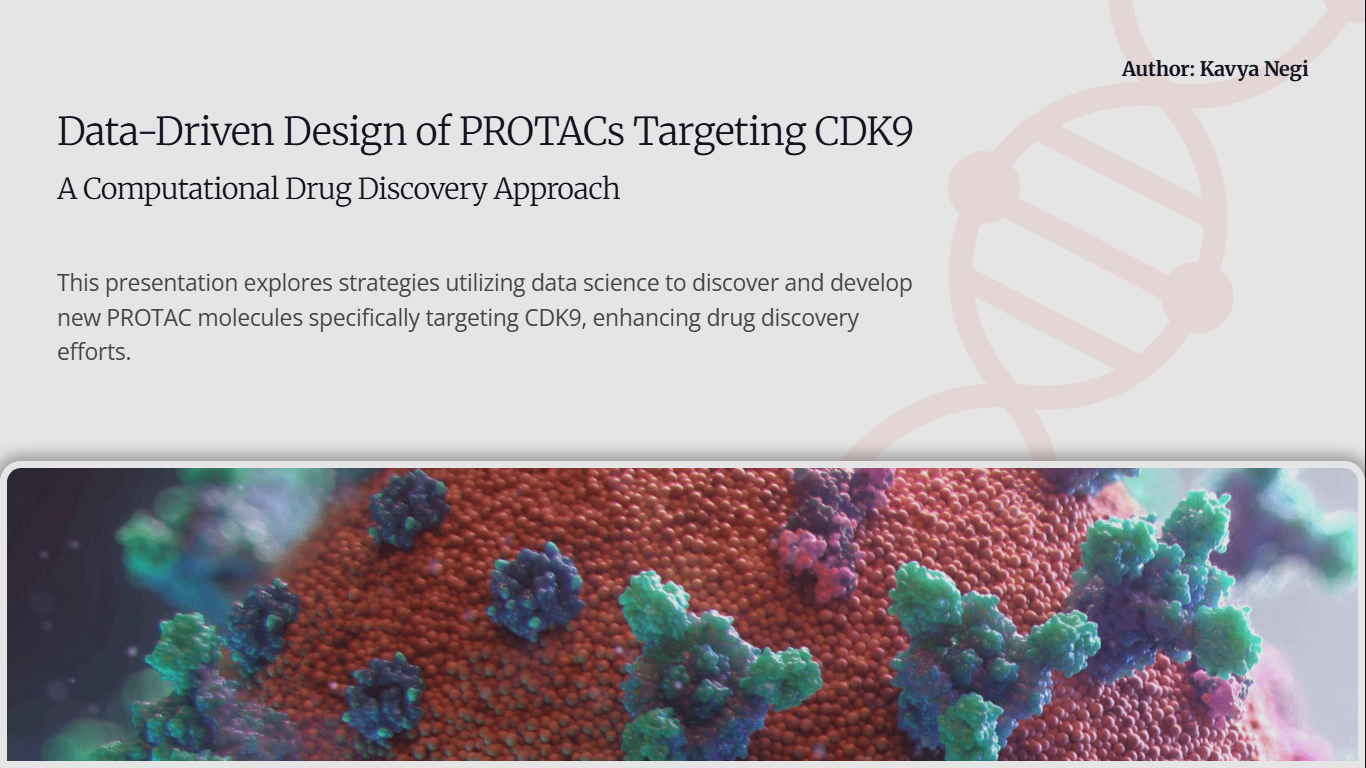 Author: Kavya Negi
Data-Driven Design of PROTACs Targeting CDK9
A Computational Drug Discovery Approach
This presentation explores strategies utilizing data science to discover and develop
new PROTAC molecules specifically targeting CDK9, enhancing drug discovery
efforts.